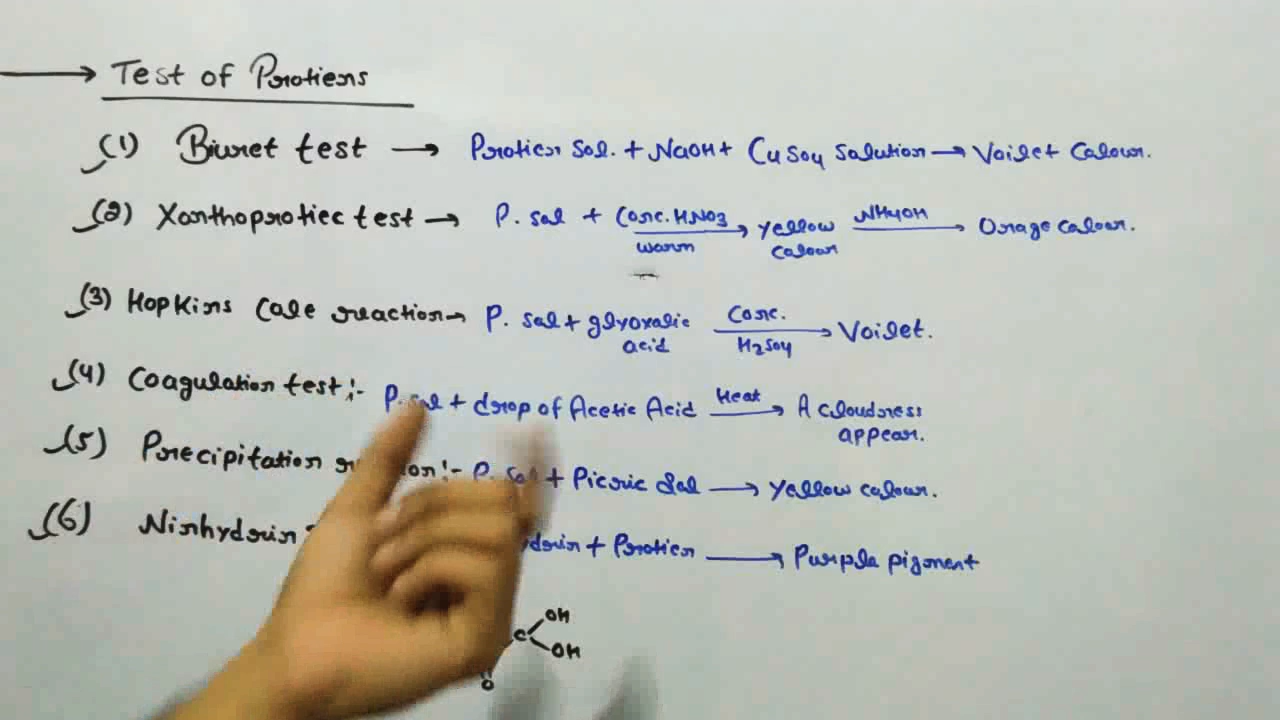 Test of Protiens
(1) Biuret test → Protien sol. + NaOH + CuSO4 Solution → Voilet Colour.
(2) Xanthoprotiec test → P. sol + Conc. HNO3 warm → yellow colour NH4OH → Orage colour.
(3) Hopkins Cole reaction → P. sol + glyoxalic acid Conc. H2SO4 → Voilet.
(4) Coagulation test :- P. sol + drop of Acetic Acid Heat → A cloudness appear.
(5) Precipitation :- P. sol + Picric Sol → yellow colour.
(6) Ninhydrin + Protien → Purple pigment
OH
C
OH
O